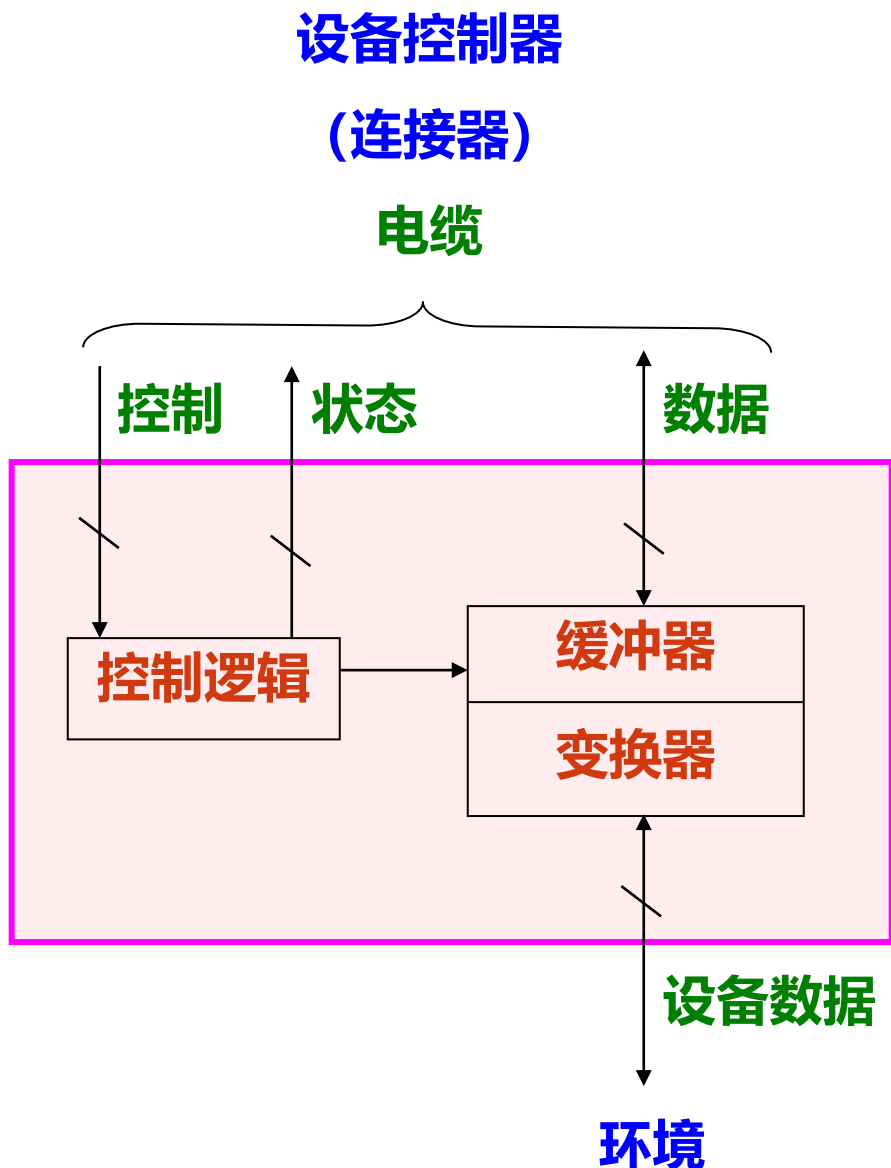 设备控制器
(连接器)
电缆
控制
状态
数据
控制逻辑
缓冲器
变换器
设备数据
环境